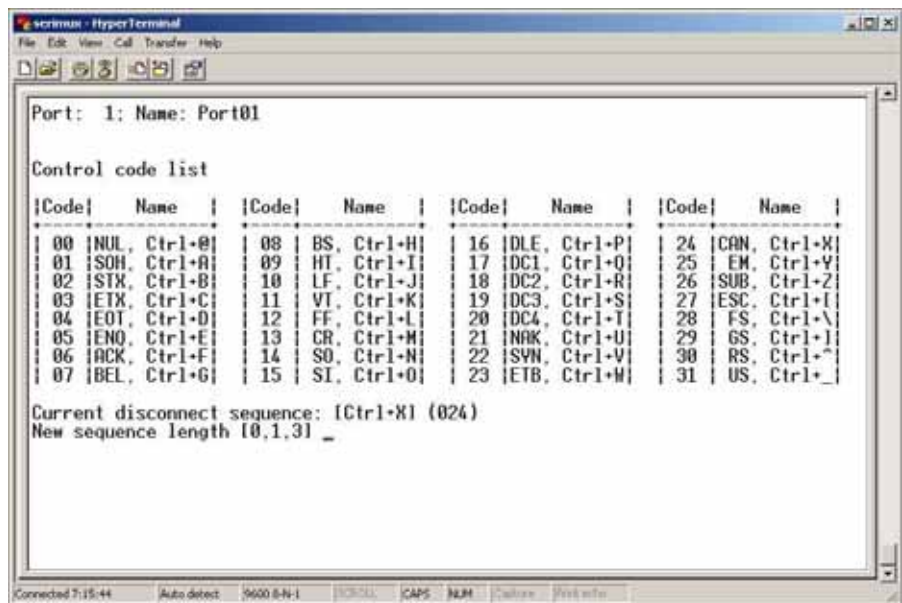 serimux - HyperTerminal
File Edit View Call Transfer Help
Port: 1; Name: Port01
Control code list
|Code| Name | |Code| Name | |Code| Name | |Code| Name |
| 00 |NUL, Ctrl+@| | 08 | BS, Ctrl+H| | 16 |DLE, Ctrl+P| | 24 |CAN, Ctrl+X|
| 01 |SOH, Ctrl+A| | 09 | HT, Ctrl+I| | 17 |DC1, Ctrl+Q| | 25 | EM, Ctrl+Y|
| 02 |STX, Ctrl+B| | 10 | LF, Ctrl+J| | 18 |DC2, Ctrl+R| | 26 |SUB, Ctrl+Z|
| 03 |ETX, Ctrl+C| | 11 | VT, Ctrl+K| | 19 |DC3, Ctrl+S| | 27 |ESC, Ctrl+[|
| 04 |EOT, Ctrl+D| | 12 | FF, Ctrl+L| | 20 |DC4, Ctrl+T| | 28 | FS, Ctrl+\|
| 05 |ENQ, Ctrl+E| | 13 | CR, Ctrl+M| | 21 |NAK, Ctrl+U| | 29 | GS, Ctrl+]|
| 06 |ACK, Ctrl+F| | 14 | SO, Ctrl+N| | 22 |SYN, Ctrl+V| | 30 | RS, Ctrl+^|
| 07 |BEL, Ctrl+G| | 15 | SI, Ctrl+O| | 23 |ETB, Ctrl+W| | 31 | US, Ctrl+_|
Current disconnect sequence: [Ctrl+X] (024)
New sequence length [0,1,3] _
Connected 7:15:44 Auto detect 9600 8-N-1 SCROLL CAPS NUM Capture Print echo